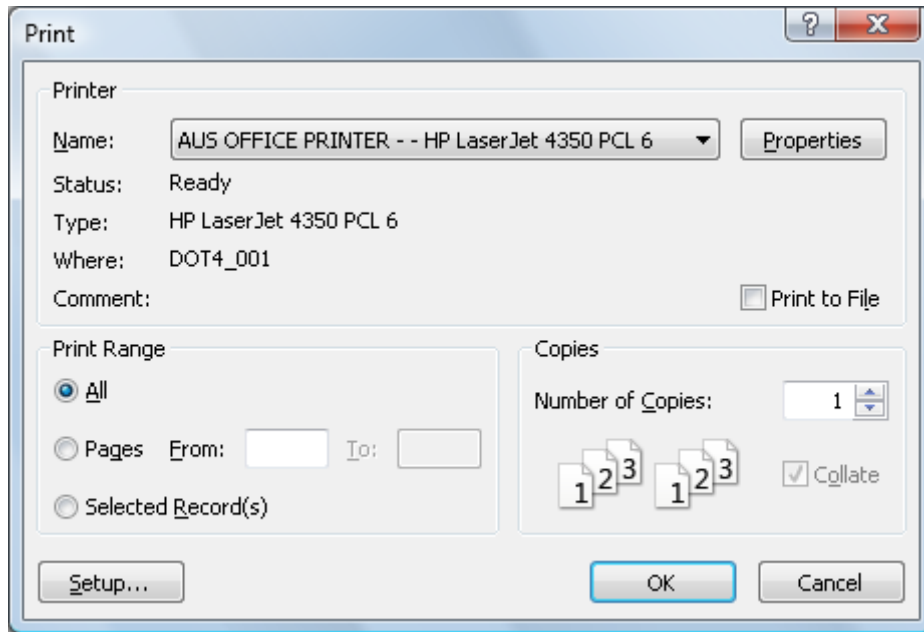 Print
Printer
Name: AUS OFFICE PRINTER - - HP LaserJet 4350 PCL 6 Properties
Status: Ready
Type: HP LaserJet 4350 PCL 6
Where: DOT4_001
Comment: Print to File
Print Range
All
Pages From: To:
Selected Record(s)
Copies
Number of Copies: 1
1 2 3 1 2 3 Collate
Setup... OK Cancel